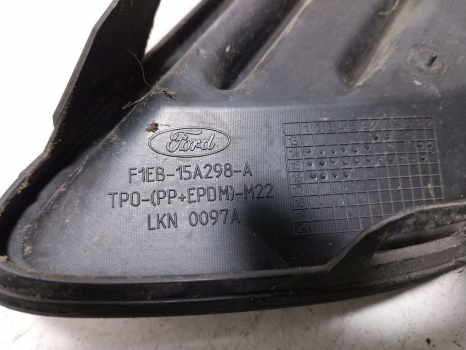 Ford
F1EB-15A298-A
TPO-(PP+EPDM)-M22
LKN 0097A